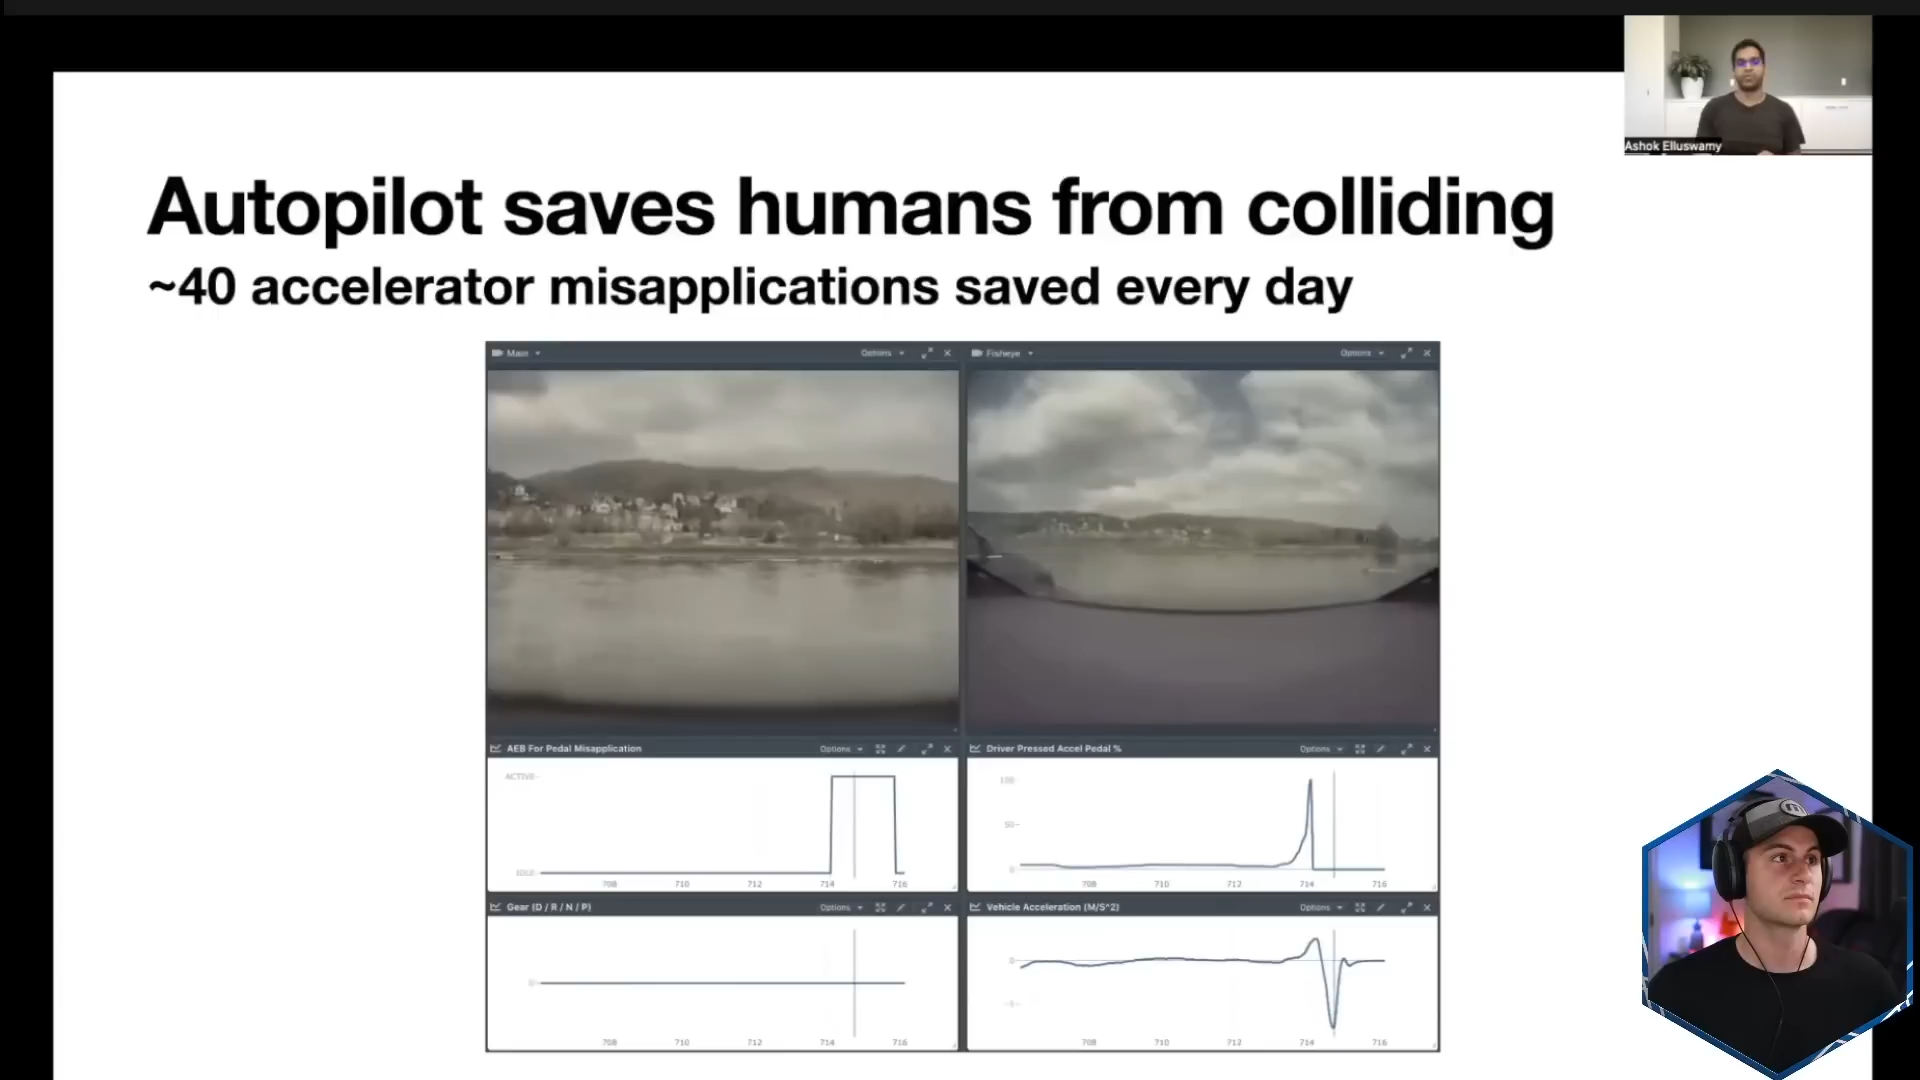 Ashok Elluswamy
Autopilot saves humans from colliding
~40 accelerator misapplications saved every day
Main Options
Fisheye Options
AEB For Pedal Misapplication Options
ACTIVE
IDLE
708 710 712 714 716
Driver Pressed Accel Pedal % Options
100
50
0
708 710 712 714 716
Gear (D / R / N / P) Options
708 710 712 714 716
Vehicle Acceleration (M/S^2) Options
0
708 710 712 714 716